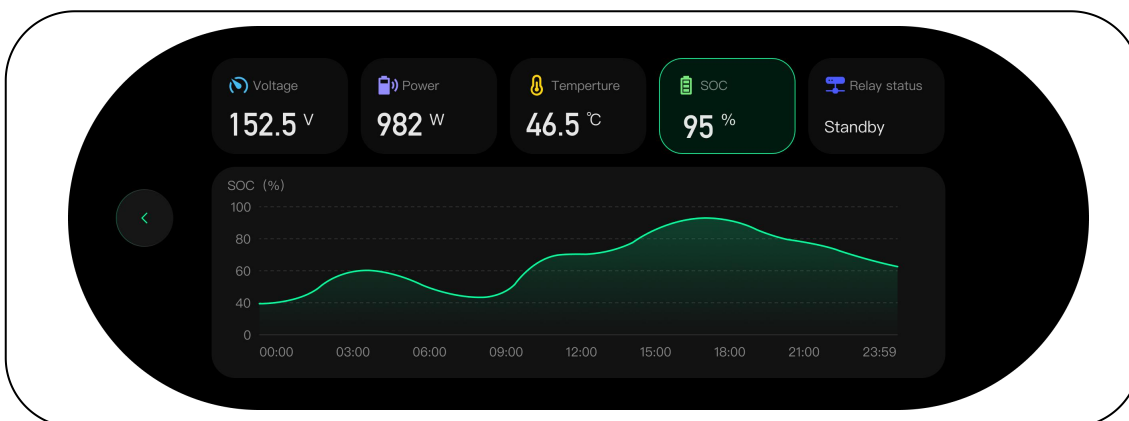 Voltage
152.5 V
Power
982 W
Temperture
46.5 ℃
SOC
95 %
Relay status
Standby
SOC (%)
100
80
60
40
0
00:00 03:00 06:00 09:00 12:00 15:00 18:00 21:00 23:59